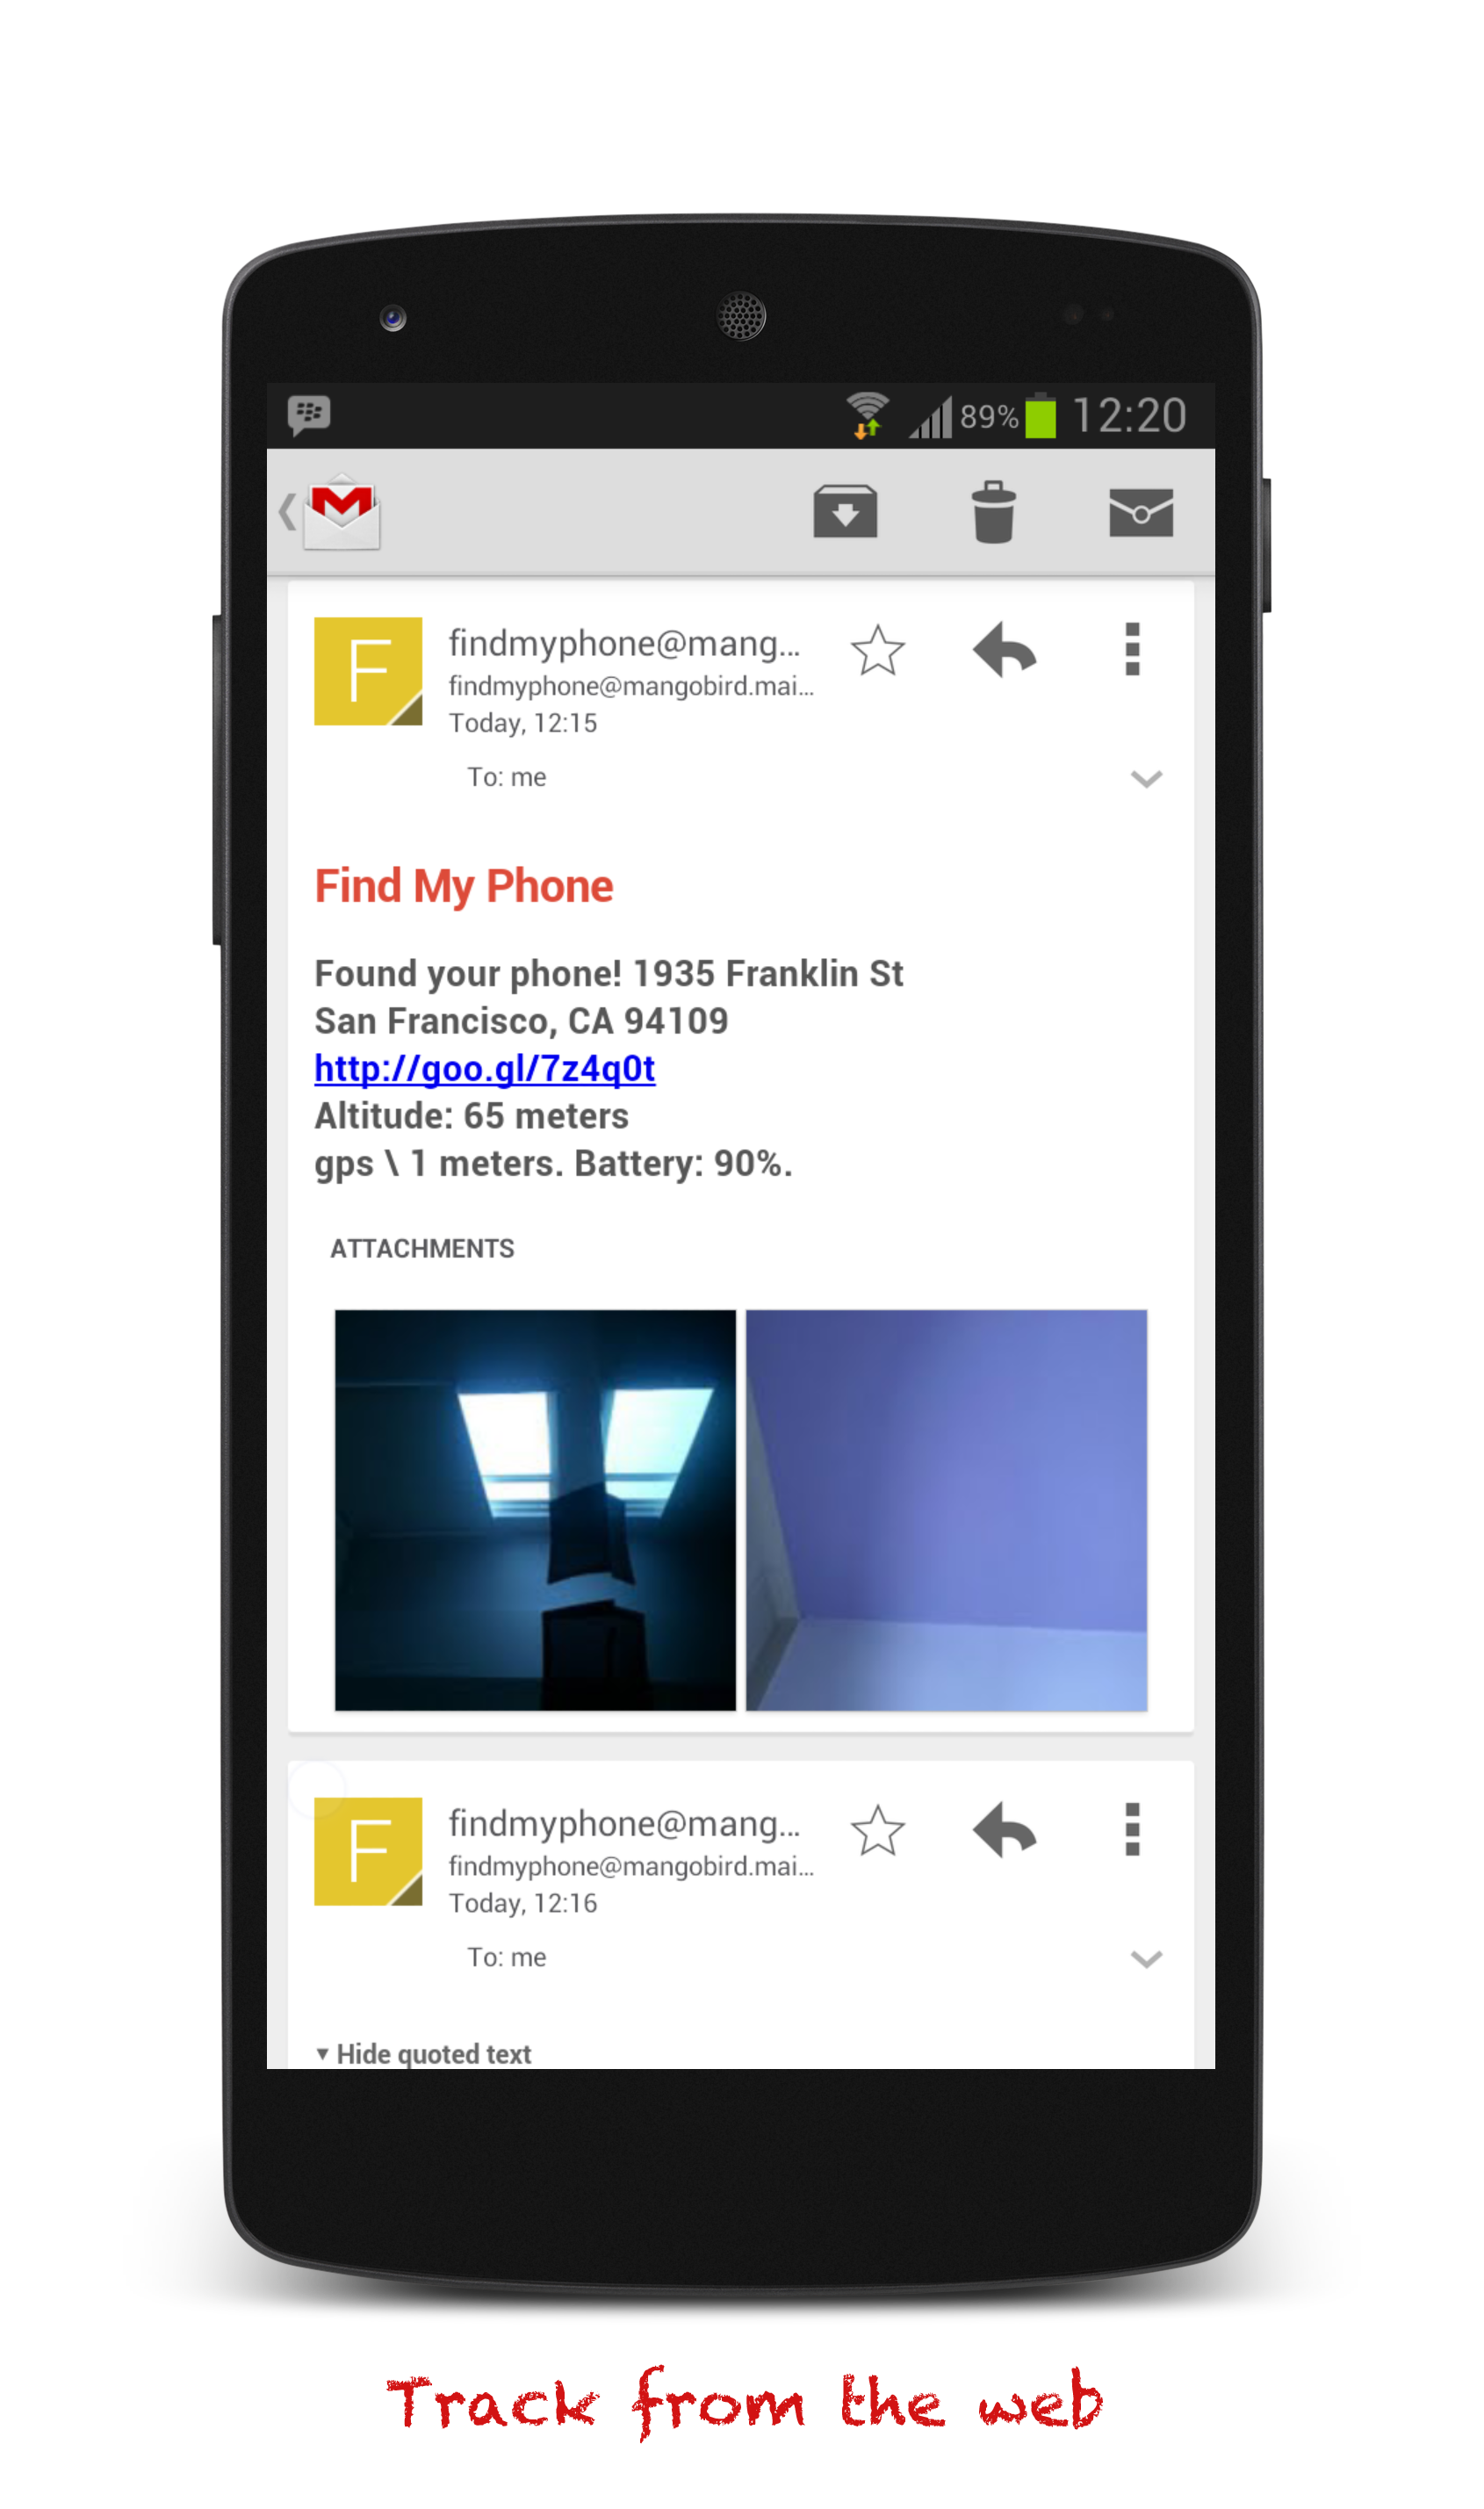 89% 12:20
findmyphone@mang...
findmyphone@mangobird.mai...
Today, 12:15
To: me
Find My Phone
Found your phone! 1935 Franklin St
San Francisco, CA 94109
http://goo.gl/7z4q0t
Altitude: 65 meters
gps \ 1 meters. Battery: 90%.
ATTACHMENTS
findmyphone@mang...
findmyphone@mangobird.mai...
Today, 12:16
To: me
▾ Hide quoted text
Track from the web